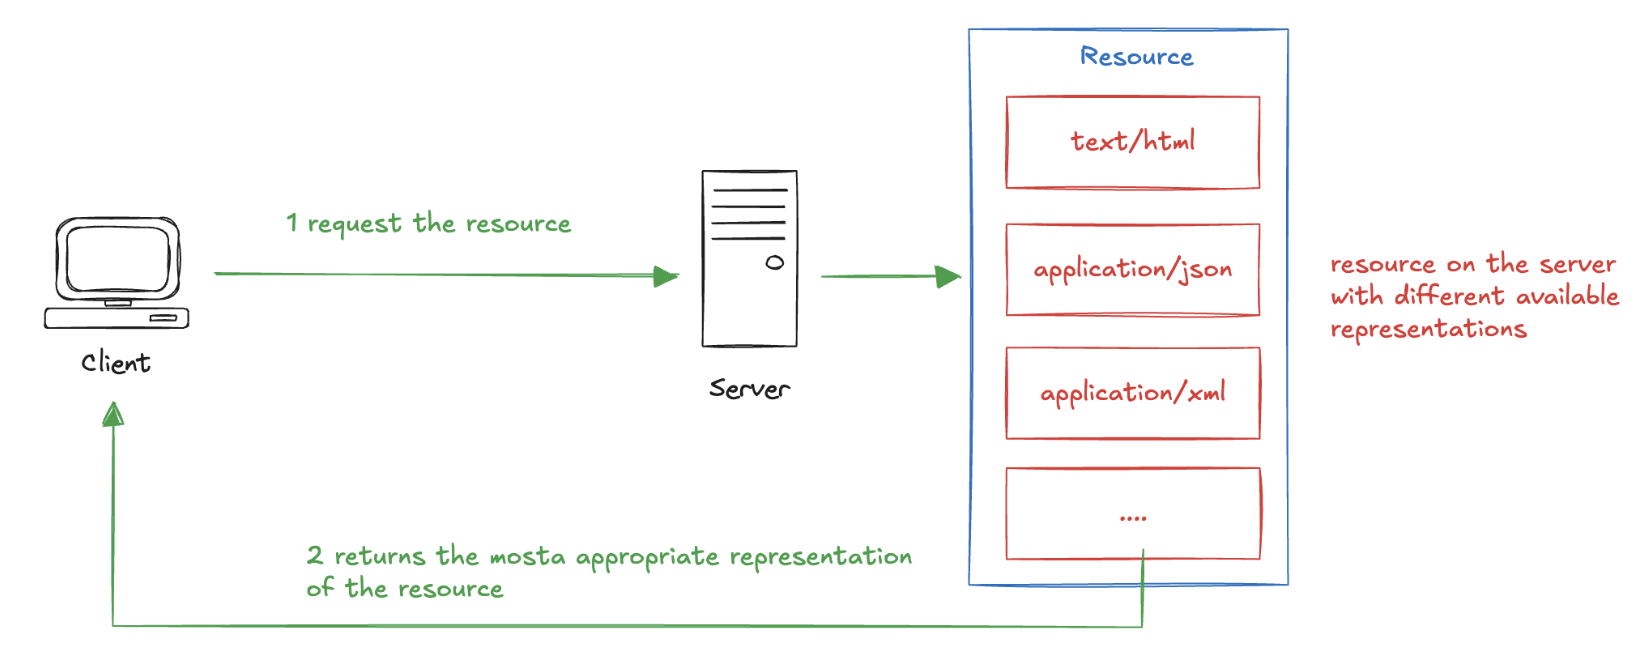 Resource
text/html
1 request the resource
application/json
resource on the server
with different available
representations
Client
Server
application/xml
....
2 returns the mosta appropriate representation
of the resource